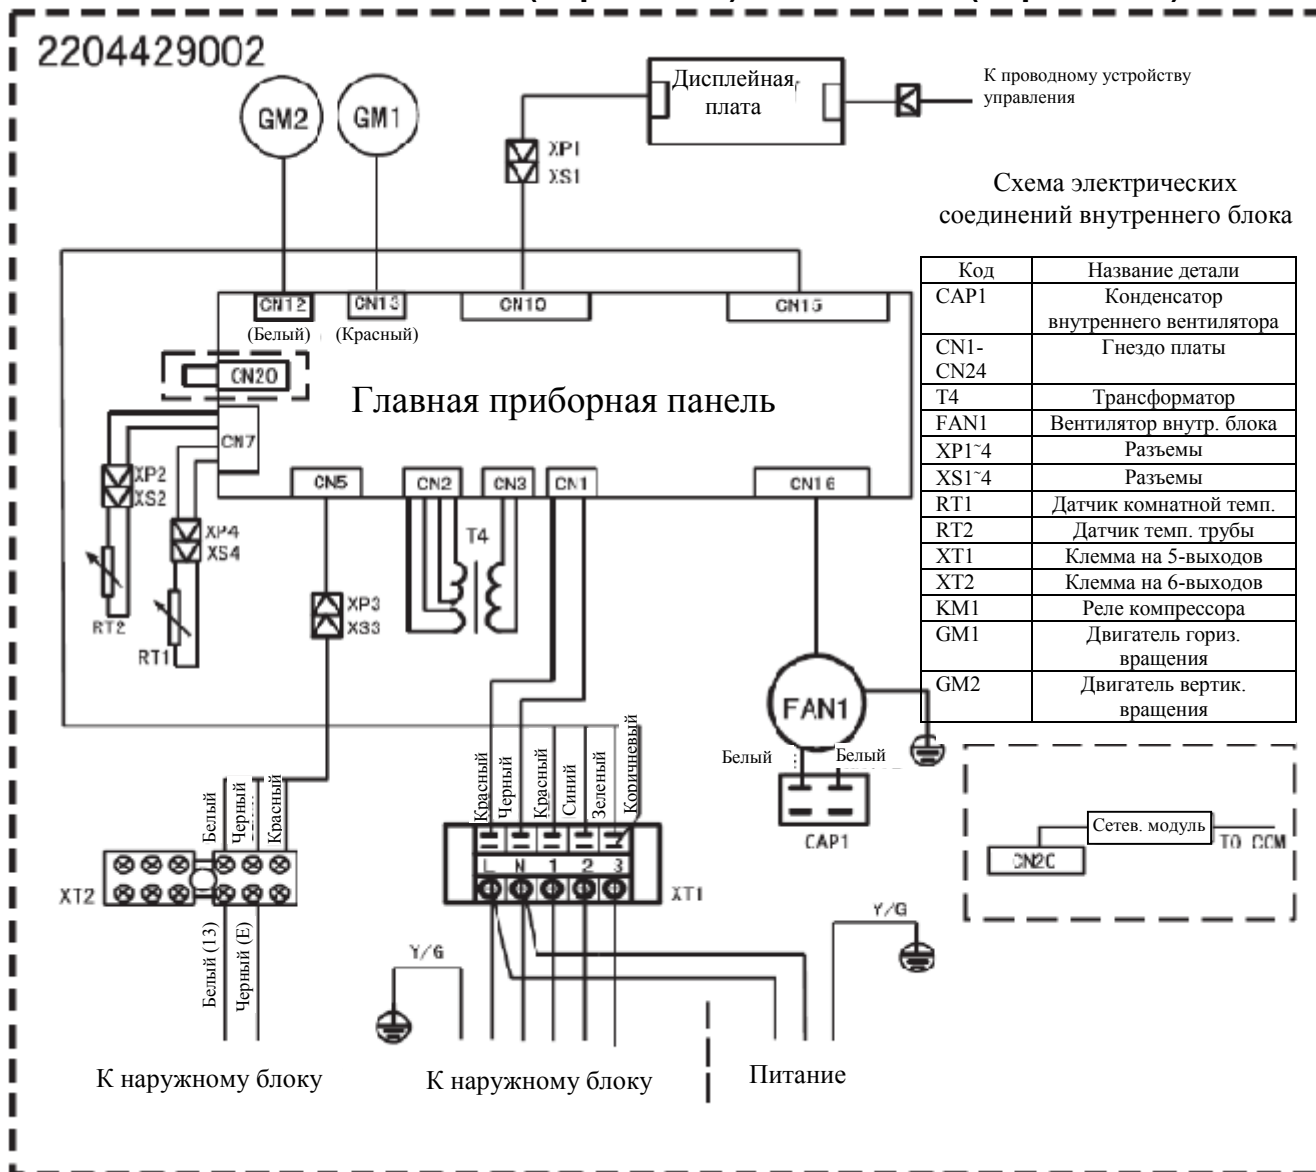 2204429002
GM2
GM1
Дисплейная
плата
К проводному устройству
управления
XP1
XS1
Схема электрических
соединений внутреннего блока
CN12
CN13
CN10
CN15
(Белый)
(Красный)
CN20
Главная приборная панель
CN7
CN5
CN2
CN3
CN1
CN16
XP2
XS2
XP4
XS4
T4
XP3
XS3
RT2
RT1
Код Название детали
CAP1 Конденсатор
внутреннего вентилятора
CN1- Гнездо платы
CN24
T4 Трансформатор
FAN1 Вентилятор внутр. блока
XP1~4 Разъемы
XS1~4 Разъемы
RT1 Датчик комнатной темп.
RT2 Датчик темп. трубы
XT1 Клемма на 5-выходов
XT2 Клемма на 6-выходов
KM1 Реле компрессора
GM1 Двигатель гориз.
вращения
GM2 Двигатель вертик.
вращения
FAN1
Белый
Белый
CAP1
Белый
Черный
Красный
Красный
Черный
Красный
Синий
Зеленый
Коричневый
L N 1 2 3
XT2
XT1
Сетев. модуль
TO CCM
CN20
Белый (13)
Черный (E)
Y/G
Y/G
К наружному блоку
К наружному блоку
Питание